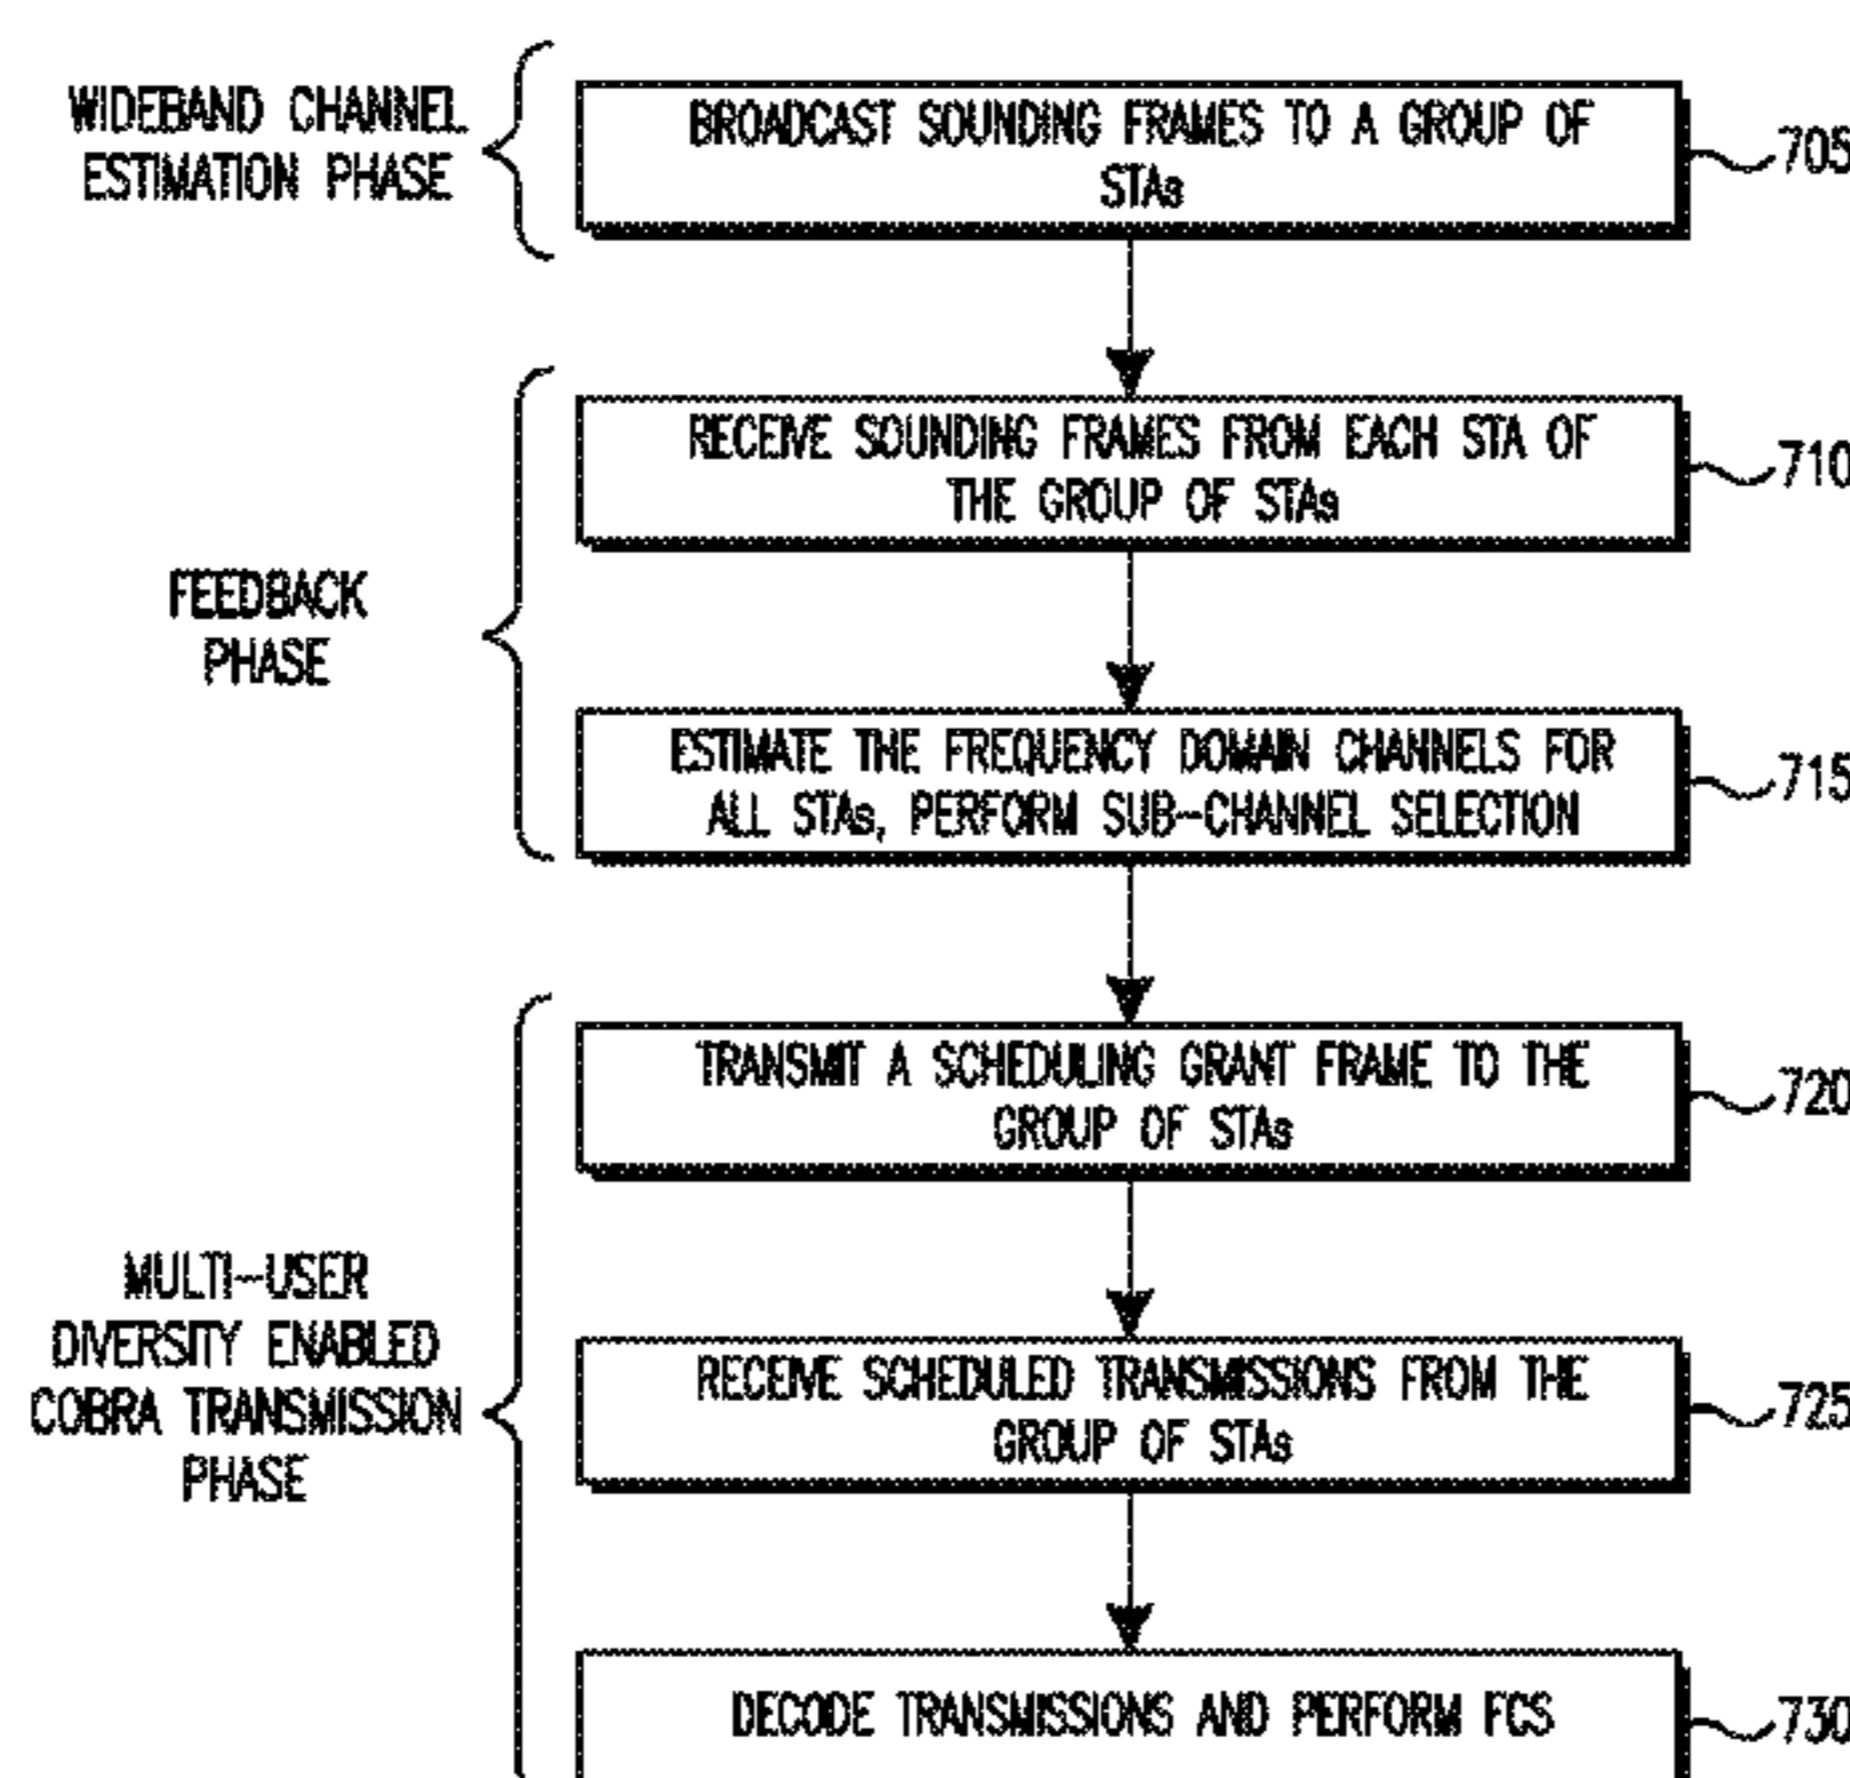 WIDEBAND CHANNEL
ESTIMATION PHASE
BROADCAST SOUNDING FRAMES TO A GROUP OF
STAs
705
RECEIVE SOUNDING FRAMES FROM EACH STA OF
THE GROUP OF STAs
710
FEEDBACK
PHASE
ESTIMATE THE FREQUENCY DOMAIN CHANNELS FOR
ALL STAs, PERFORM SUB-CHANNEL SELECTION
715
TRANSMIT A SCHEDULING GRANT FRAME TO THE
GROUP OF STAs
720
MULTI-USER
DIVERSITY ENABLED
COBRA TRANSMISSION
PHASE
RECEIVE SCHEDULED TRANSMISSIONS FROM THE
GROUP OF STAs
725
DECODE TRANSMISSIONS AND PERFORM FCS
730